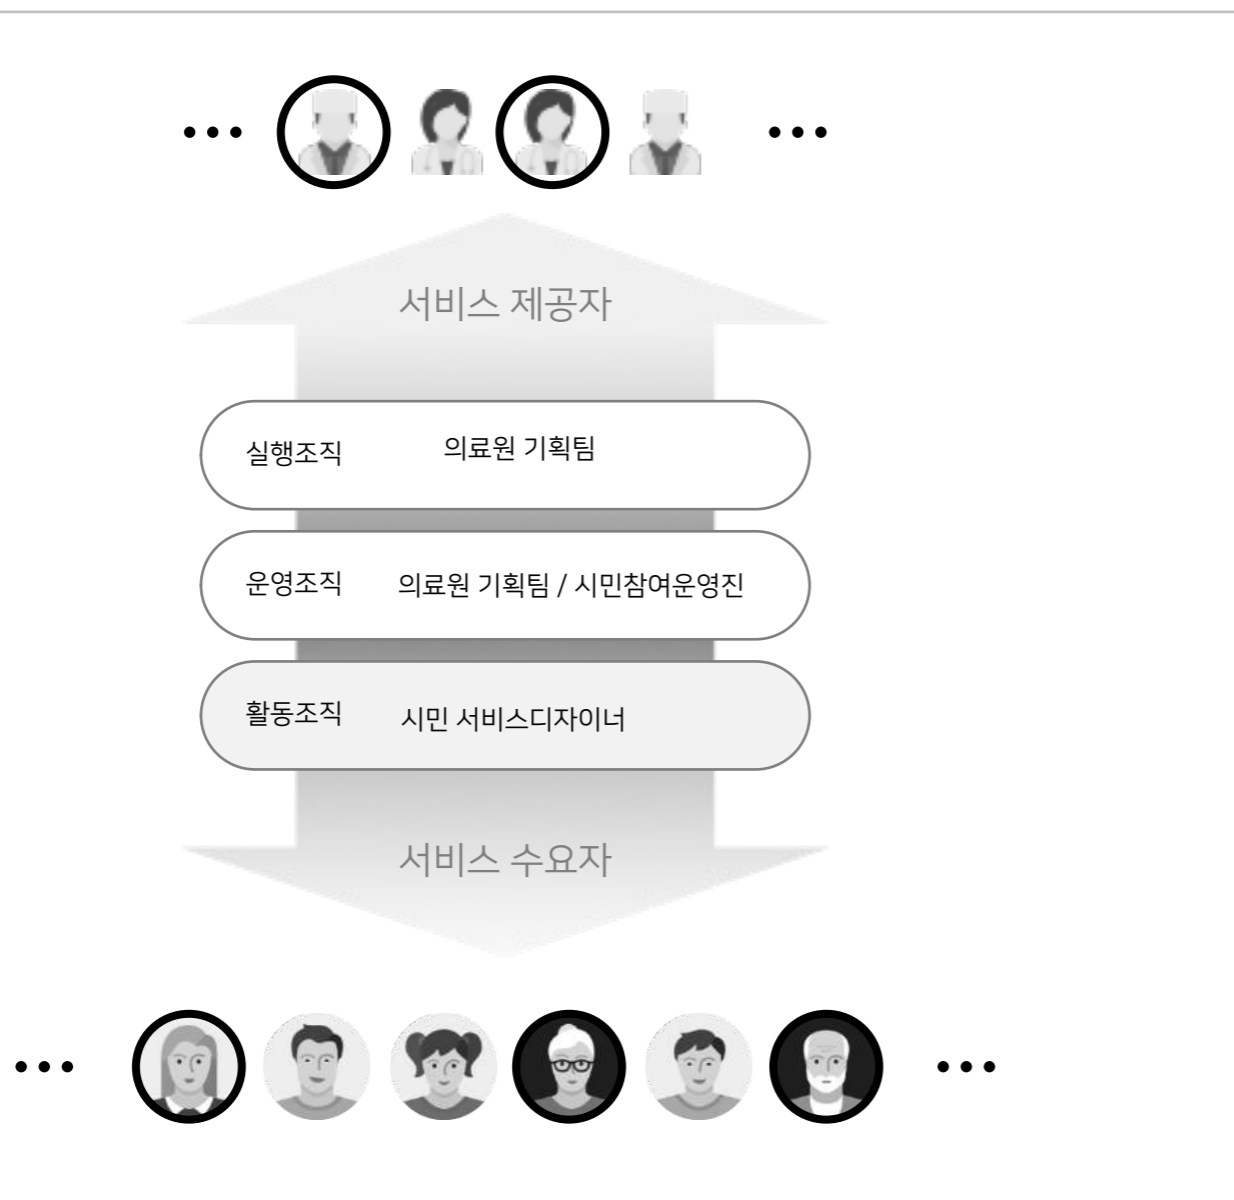 서비스 제공자
실행조직 의료원 기획팀
운영조직 의료원 기획팀 / 시민참여운영진
활동조직 시민 서비스디자이너
서비스 수요자